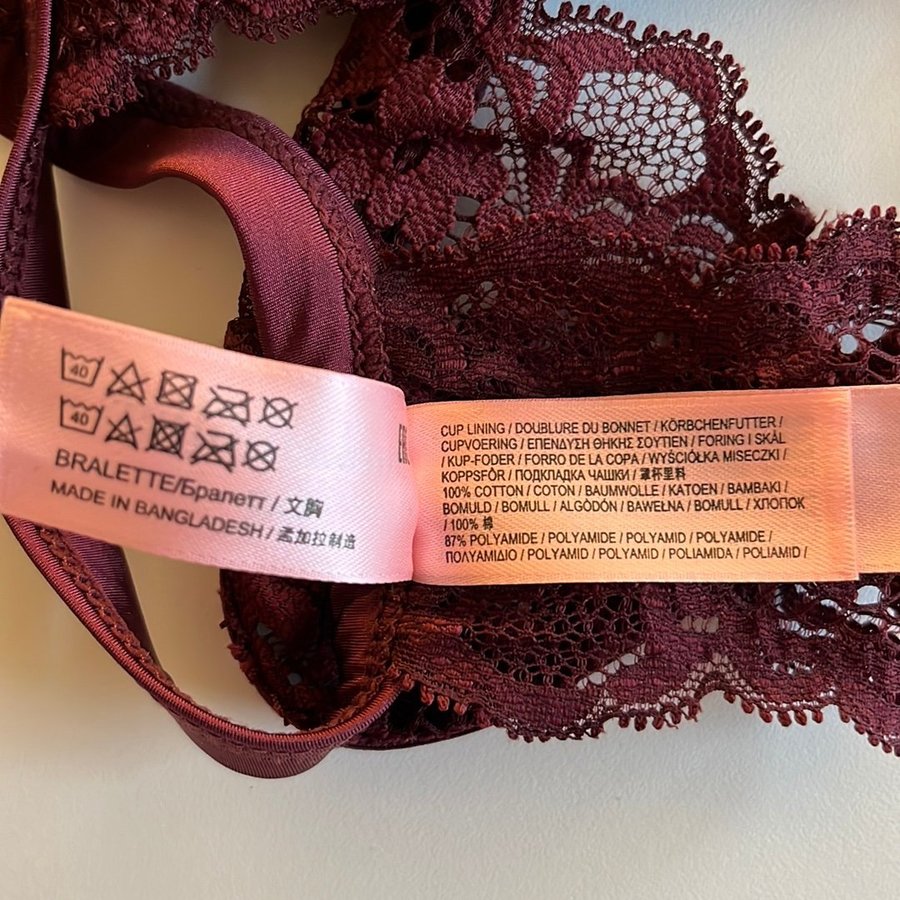 40
40
BRALETTE/Бралетт / 文胸
MADE IN BANGLADESH / 孟加拉制造
CUP LINING / DOUBLURE DU BONNET / KÖRBCHENFUTTER /
CUPVOERING / ΕΠΕΝΔΥΣΗ ΘΗΚΗΣ ΣΟΥΤΙΕΝ / FORING I SKÅL
/ KUP-FODER / FORRO DE LA COPA / WYŚCIÓŁKA MISECZKI /
KOPPSFÓR / ПОДКЛАДКА ЧАШКИ / 罩杯里料
100% COTTON / COTON / BAUMWOLLE / KATOEN / ΒΑΜΒΑΚΙ /
BOMULD / BOMULL / ALGODÓN / BAWEŁNA / BOMULL / ХЛОПОК
/ 100% 棉
87% POLYAMIDE / POLYAMIDE / POLYAMID / POLYAMIDE /
ΠΟΛΥΑΜΙΔΙΟ / POLYAMID / POLYAMID / POLIAMIDA / POLIAMID /